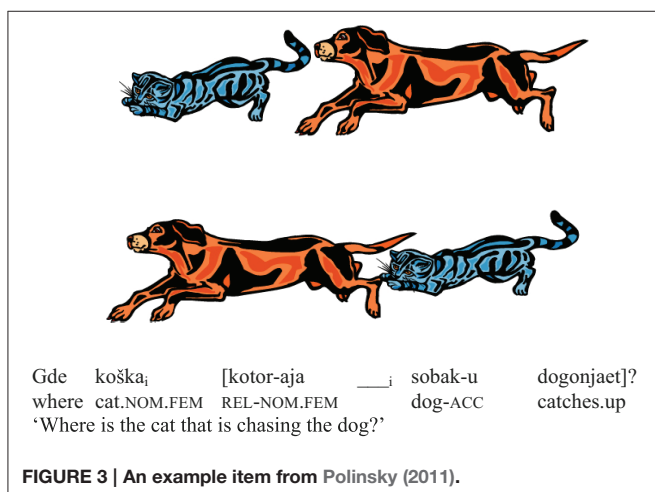 Gde koškaᵢ [kotor-aja ___ᵢ sobak-u dogonjaet]?
where cat.NOM.FEM REL-NOM.FEM dog-ACC catches.up
‘Where is the cat that is chasing the dog?’
FIGURE 3 | An example item from Polinsky (2011).